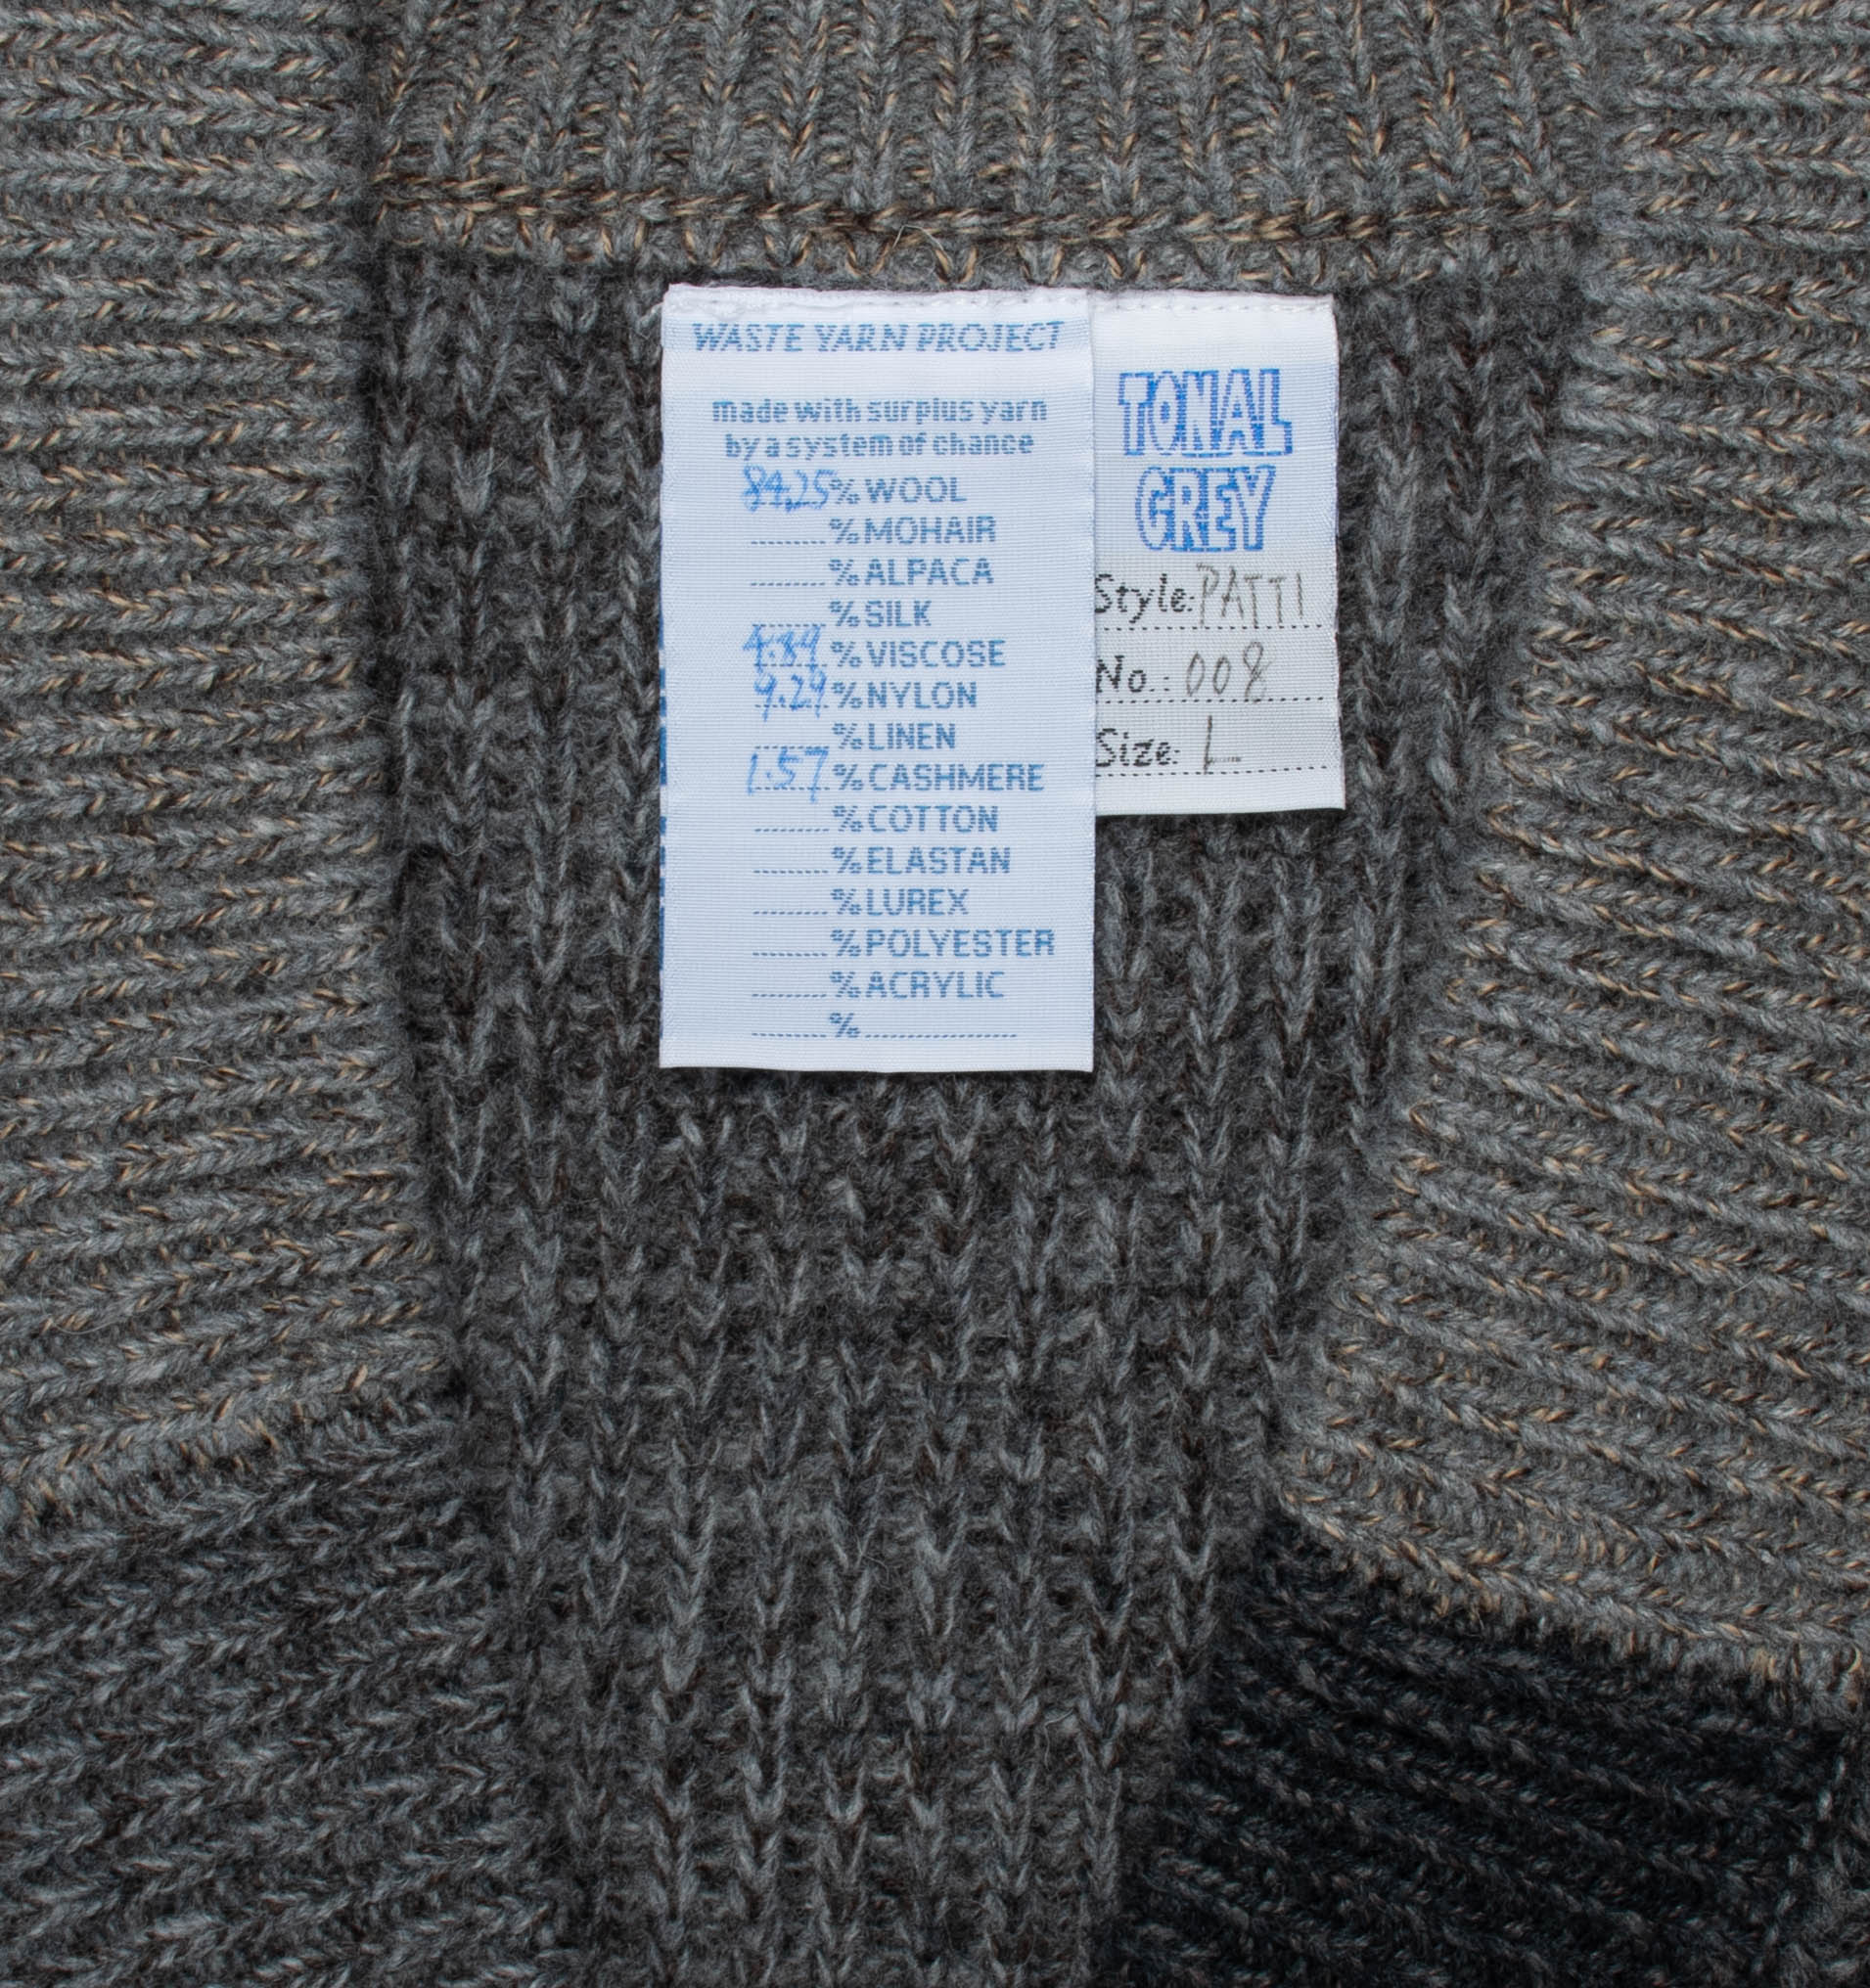 WASTE YARN PROJECT
made with surplus yarn
by a system of chance
84.25% WOOL
........% MOHAIR
........% ALPACA
........% SILK
4.89% VISCOSE
9.29% NYLON
........% LINEN
1.57% CASHMERE
........% COTTON
........% ELASTAN
........% LUREX
........% POLYESTER
........% ACRYLIC
........%................
TONAL
GREY
Style: PATTI
No.: 008
Size: L